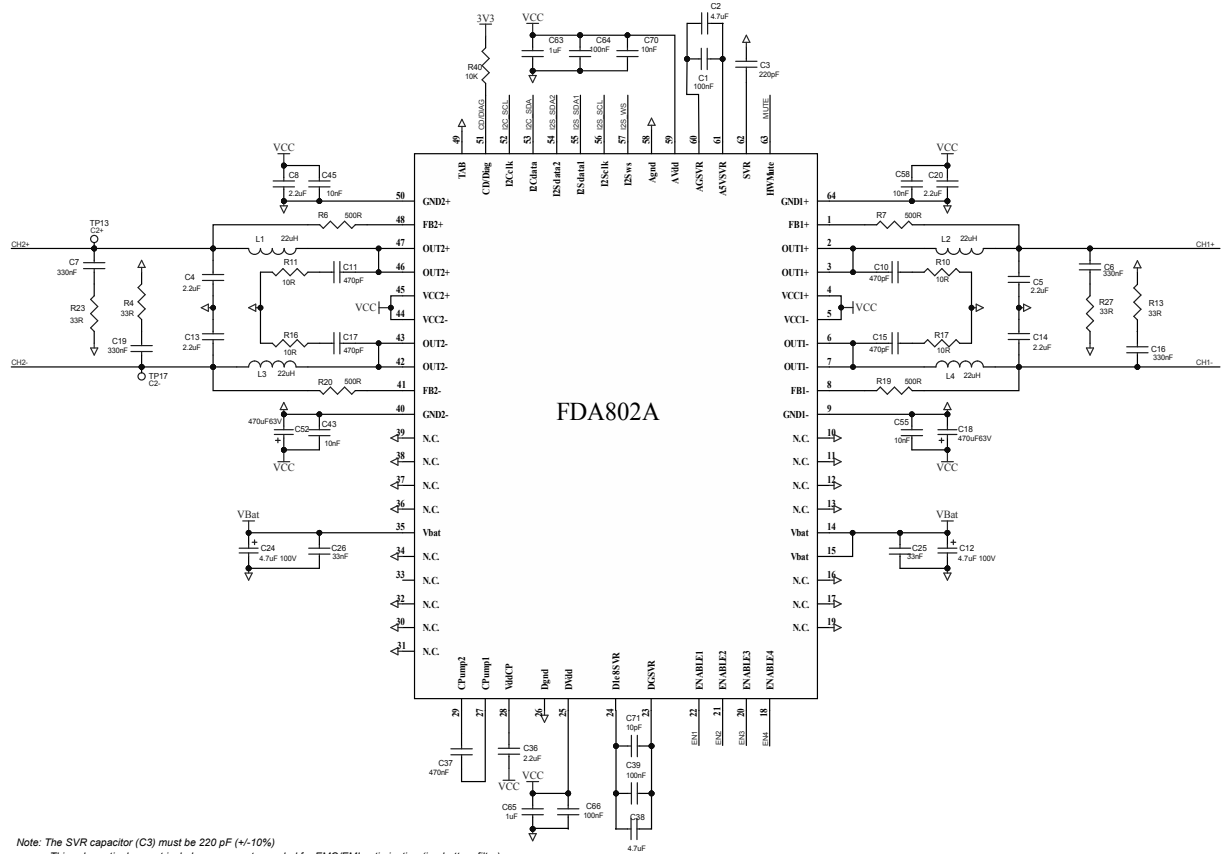 C2
4.7uF
3V3
VCC
R40
10K
C63
1uF
C64
100nF
C70
10nF
C1
100nF
C3
220pF
CD/DIAG
I2C_SCL
I2C_SDA
I2S_SDA2
I2S_SDA1
I2S_SCL
I2S_WS
MUTE
49
51
52
53
54
55
56
57
58
59
60
61
62
63
TAB
CD/Diag
I2Cclk
I2Cdata
I2Sdata2
I2Sdata1
I2Sclk
I2Sws
Agnd
AVdd
AGSVR
A5VSVR
SVR
HWMute
VCC
C8
2.2uF
C45
10nF
50
GND2+
GND1+
64
VCC
C58
10nF
C20
2.2uF
TP13
C2+
R6
500R
48
FB2+
FB1+
1
R7
500R
CH2+
L1
22uH
47
OUT2+
OUT1+
2
L2
22uH
CH1+
C7
330nF
R11
10R
C11
470pF
46
OUT2+
OUT1+
3
C10
470pF
R10
10R
C6
330nF
C4
2.2uF
C5
2.2uF
R23
33R
R4
33R
VCC
45
VCC2+
44
VCC2-
VCC1+
4
VCC1-
5
VCC
R27
33R
R13
33R
C19
330nF
C13
2.2uF
R16
10R
C17
470pF
43
OUT2-
OUT1-
6
C15
470pF
R17
10R
C14
2.2uF
C16
330nF
CH2-
TP17
C2-
L3
22uH
42
OUT2-
OUT1-
7
L4
22uH
CH1-
R20
500R
41
FB2-
FB1-
8
R19
500R
FDA802A
470uF63V
C52
C43
10nF
VCC
40
GND2-
GND1-
9
C55
10nF
C18
470uF63V
VCC
39
N.C.
N.C.
10
38
N.C.
N.C.
11
37
N.C.
N.C.
12
36
N.C.
N.C.
13
VBat
C24
4.7uF 100V
C26
33nF
35
Vbat
Vbat
14
VBat
C25
33nF
C12
4.7uF 100V
34
N.C.
Vbat
15
33
N.C.
N.C.
16
32
N.C.
N.C.
17
30
N.C.
N.C.
19
31
N.C.
CPump2
CPump1
VddCP
Dgnd
DVdd
D1e8SVR
DGSVR
ENABLE1
ENABLE2
ENABLE3
ENABLE4
29
27
28
26
25
24
23
22
21
20
18
EN1
EN2
EN3
EN4
C37
470nF
C36
2.2uF
VCC
VCC
C65
1uF
C66
100nF
C71
10pF
C39
100nF
C38
4.7uF
Note: The SVR capacitor (C3) must be 220 pF (+/-10%)